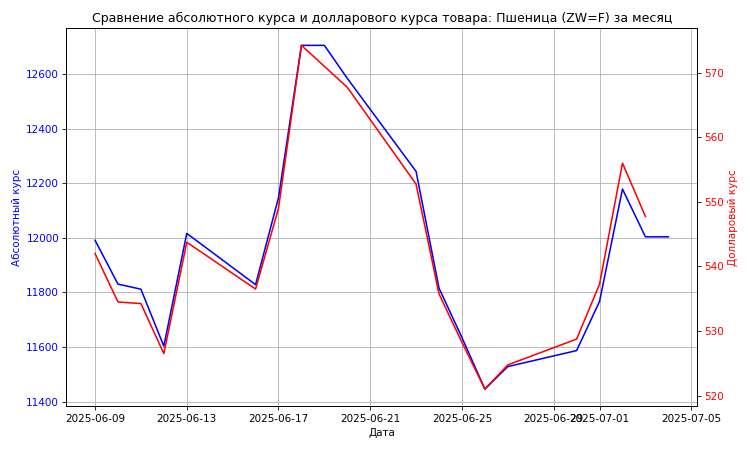 Сравнение абсолютного курса и долларового курса товара: Пшеница (ZW=F) за месяц
12600
12400
12200
12000
11800
11600
11400
Абсолютный курс
570
560
550
540
530
520
Долларовый курс
2025-06-09 2025-06-13 2025-06-17 2025-06-21 2025-06-25 2025-06-29 2025-07-01 2025-07-05
Дата